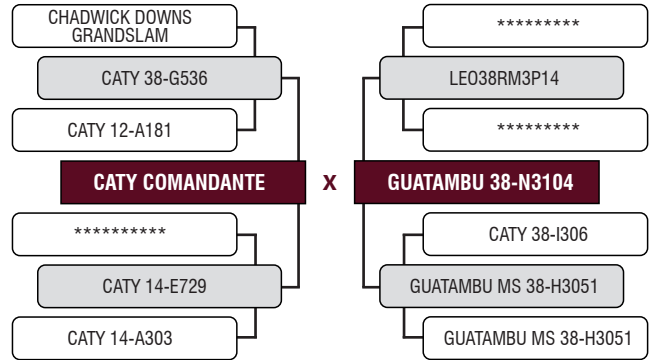 CHADWICK DOWNS
GRANDSLAM
CATY 38-G536
CATY 12-A181
CATY COMANDANTE
**********
CATY 14-E729
CATY 14-A303
X
*********
LEO38RM3P14
*********
GUATAMBU 38-N3104
CATY 38-I306
GUATAMBU MS 38-H3051
GUATAMBU MS 38-H3051